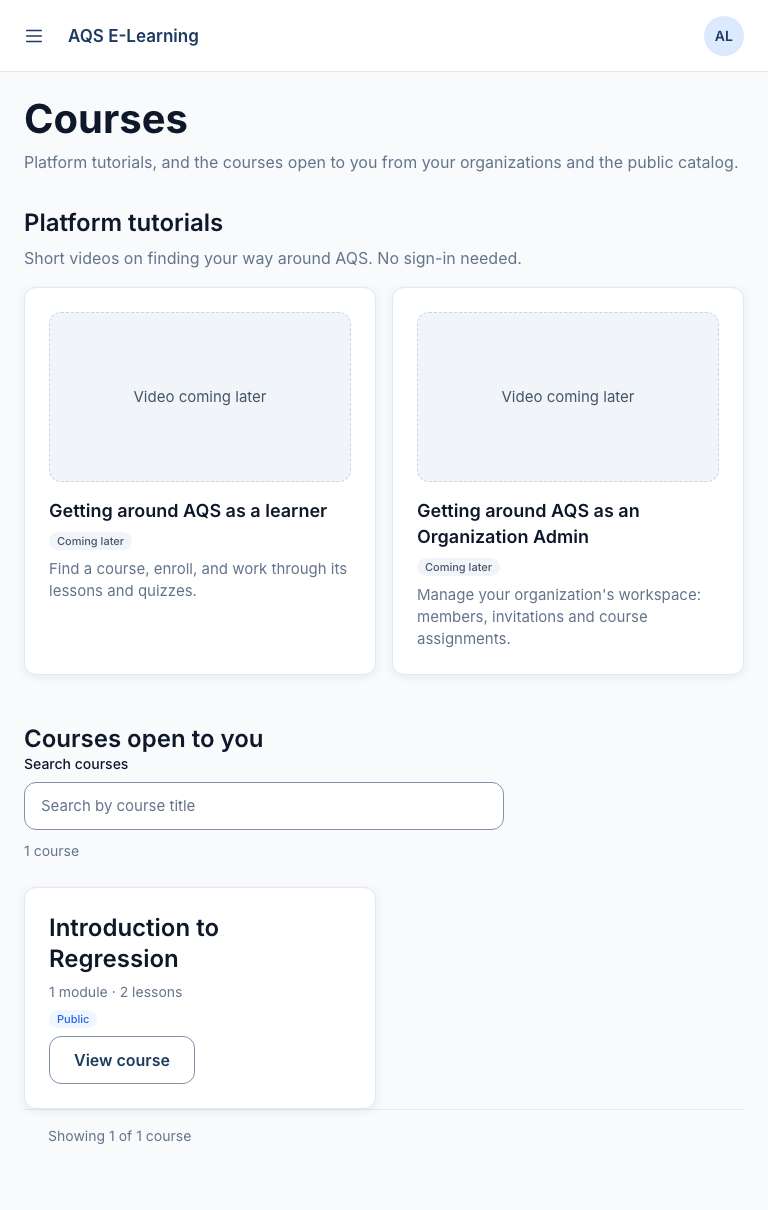 AQS E-Learning
AL
Courses
Platform tutorials, and the courses open to you from your organizations and the public catalog.
Platform tutorials
Short videos on finding your way around AQS. No sign-in needed.
Video coming later
Getting around AQS as a learner
Coming later
Find a course, enroll, and work through its
lessons and quizzes.
Video coming later
Getting around AQS as an
Organization Admin
Coming later
Manage your organization's workspace:
members, invitations and course
assignments.
Courses open to you
Search courses
Search by course title
1 course
Introduction to
Regression
1 module · 2 lessons
Public
View course
Showing 1 of 1 course